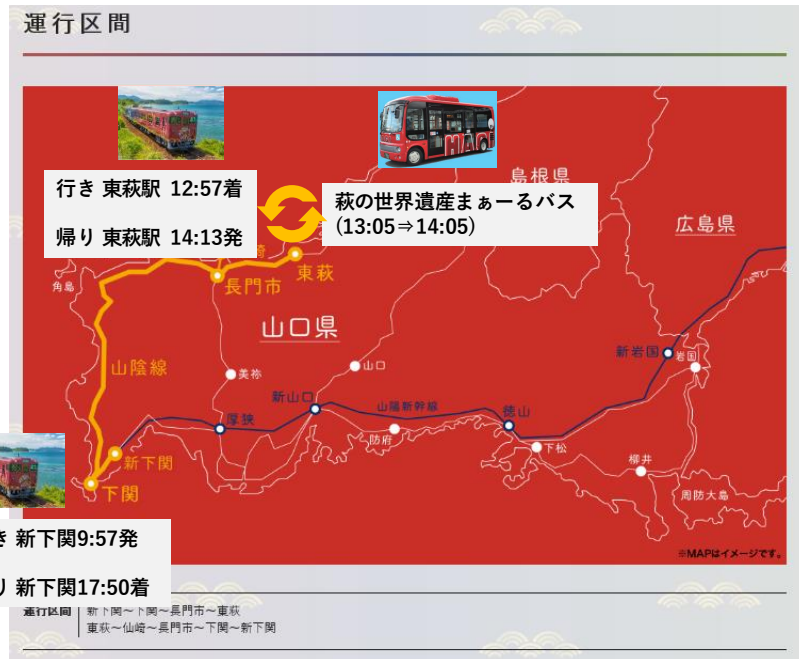 運行区間
HAGI
行き 東萩駅 12:57着
帰り 東萩駅 14:13発
萩の世界遺産まぁーるバス
(13:05⇒14:05)
島根県
広島県
角島
長門市
東萩
山口県
山陰線
美祢
山口
新岩国
岩国
新山口
山陽新幹線
厚狭
徳山
防府
下松
柳井
周防大島
新下関
下関
き 新下関9:57発
り 新下関17:50着
※MAPはイメージです。
運行区間 新下関～下関～長門市～東萩
東萩～仙崎～長門市～下関～新下関